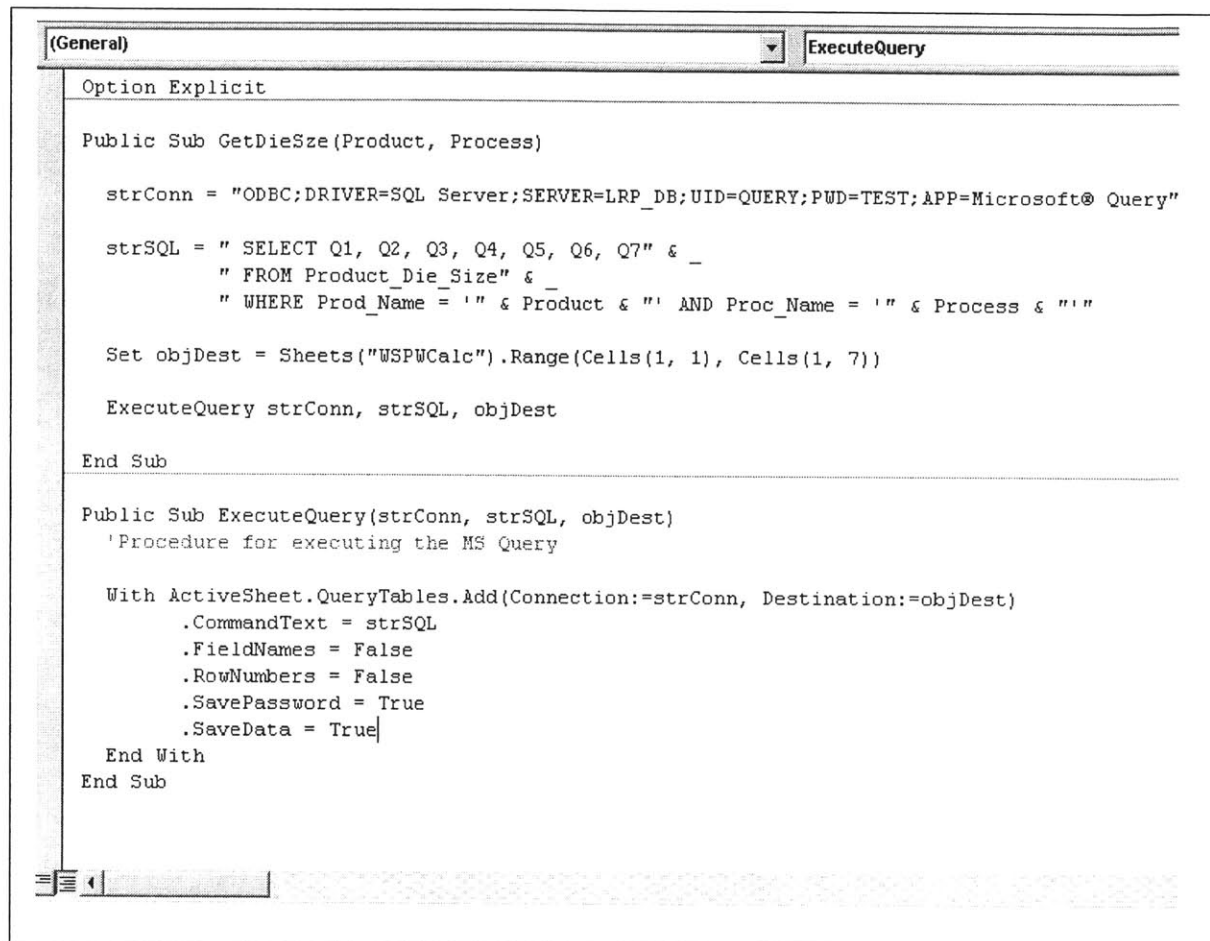 (General) ExecuteQuery
Option Explicit
Public Sub GetDieSze(Product, Process)
strConn = "ODBC;DRIVER=SQL Server;SERVER=LRP_DB;UID=QUERY;PWD=TEST;APP=Microsoft® Query"
strSQL = " SELECT Q1, Q2, Q3, Q4, Q5, Q6, Q7" & _
" FROM Product_Die_Size" & _
" WHERE Prod_Name = '" & Product & "' AND Proc_Name = '" & Process & "'"
Set objDest = Sheets("WSPWCalc").Range(Cells(1, 1), Cells(1, 7))
ExecuteQuery strConn, strSQL, objDest
End Sub
Public Sub ExecuteQuery(strConn, strSQL, objDest)
'Procedure for executing the MS Query
With ActiveSheet.QueryTables.Add(Connection:=strConn, Destination:=objDest)
.CommandText = strSQL
.FieldNames = False
.RowNumbers = False
.SavePassword = True
.SaveData = True
End With
End Sub